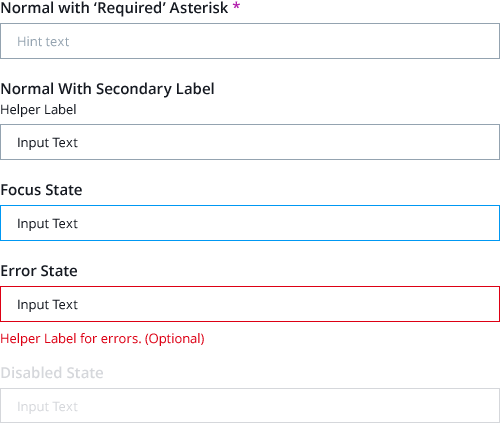 Normal with ‘Required’ Asterisk *
Hint text
Normal With Secondary Label
Helper Label
Input Text
Focus State
Input Text
Error State
Input Text
Helper Label for errors. (Optional)
Disabled State
Input Text